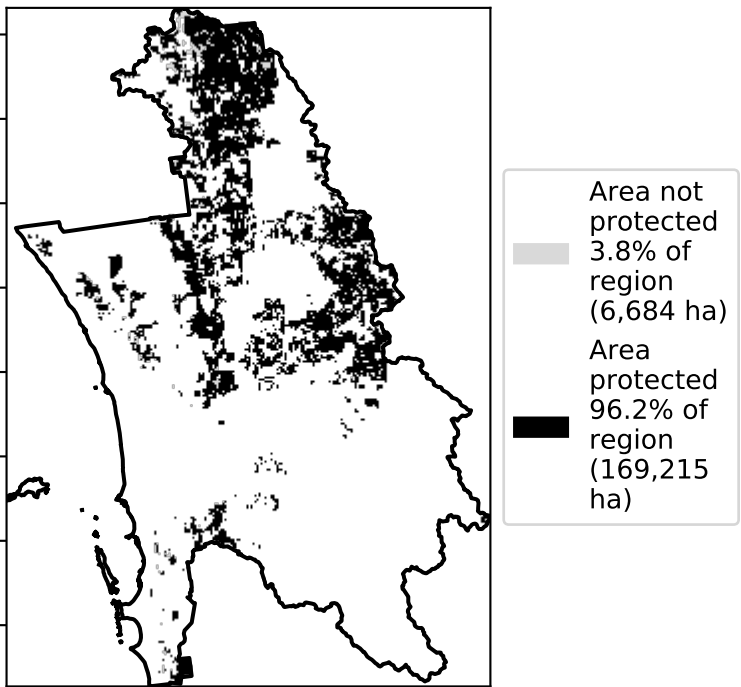 Area not
protected
3.8% of
region
(6,684 ha)
Area
protected
96.2% of
region
(169,215
ha)